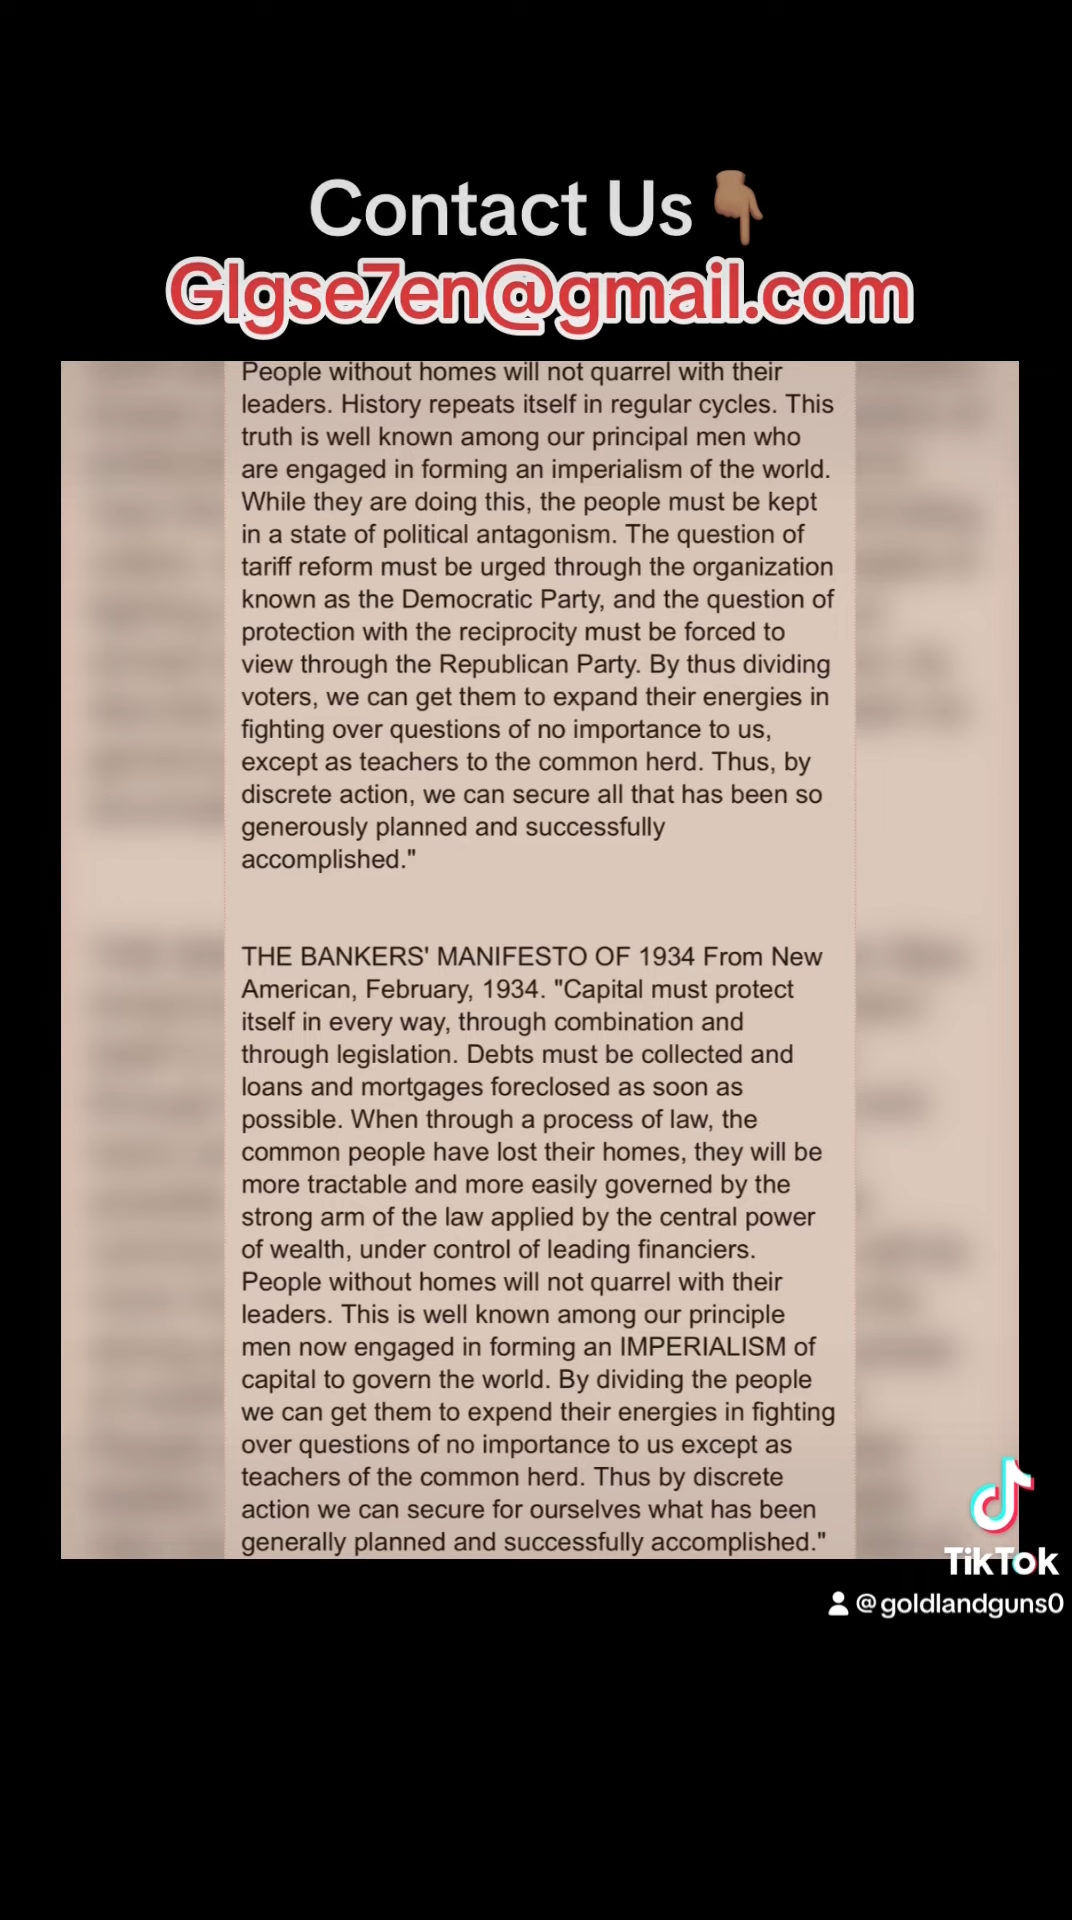 Contact Us👇🏽
Glgse7en@gmail.com
People without homes will not quarrel with their
leaders. History repeats itself in regular cycles. This
truth is well known among our principal men who
are engaged in forming an imperialism of the world.
While they are doing this, the people must be kept
in a state of political antagonism. The question of
tariff reform must be urged through the organization
known as the Democratic Party, and the question of
protection with the reciprocity must be forced to
view through the Republican Party. By thus dividing
voters, we can get them to expand their energies in
fighting over questions of no importance to us,
except as teachers to the common herd. Thus, by
discrete action, we can secure all that has been so
generously planned and successfully
accomplished."
THE BANKERS' MANIFESTO OF 1934 From New
American, February, 1934. "Capital must protect
itself in every way, through combination and
through legislation. Debts must be collected and
loans and mortgages foreclosed as soon as
possible. When through a process of law, the
common people have lost their homes, they will be
more tractable and more easily governed by the
strong arm of the law applied by the central power
of wealth, under control of leading financiers.
People without homes will not quarrel with their
leaders. This is well known among our principle
men now engaged in forming an IMPERIALISM of
capital to govern the world. By dividing the people
we can get them to expend their energies in fighting
over questions of no importance to us except as
teachers of the common herd. Thus by discrete
action we can secure for ourselves what has been
generally planned and successfully accomplished."
TikTok
@goldlandguns0